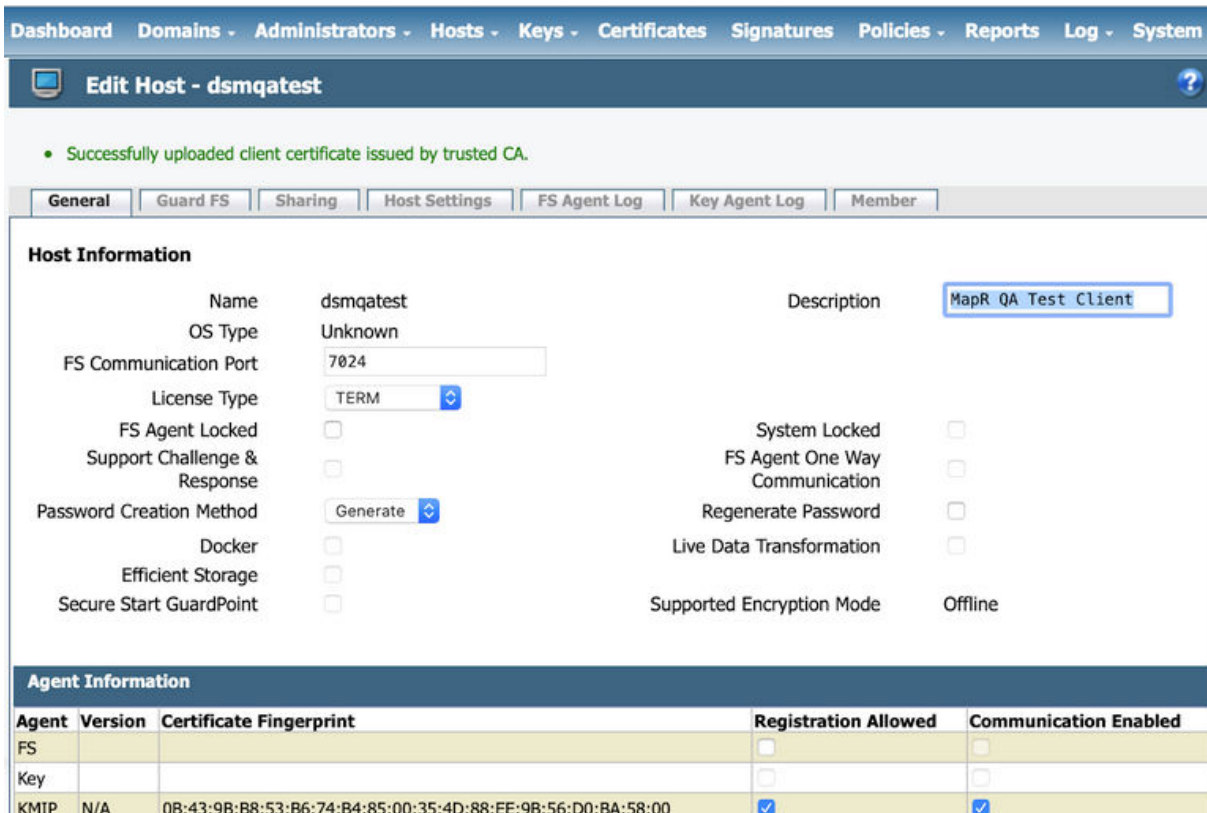 Dashboard Domains Administrators Hosts Keys Certificates Signatures Policies Reports Log System
Edit Host - dsmqatest ?
• Successfully uploaded client certificate issued by trusted CA.
General Guard FS Sharing Host Settings FS Agent Log Key Agent Log Member
Host Information
Name dsmqatest Description MapR QA Test Client
OS Type Unknown
FS Communication Port 7024
License Type TERM
FS Agent Locked System Locked
Support Challenge & Response FS Agent One Way Communication
Password Creation Method Generate Regenerate Password
Docker Live Data Transformation
Efficient Storage
Secure Start GuardPoint Supported Encryption Mode Offline
Agent Information
Agent Version Certificate Fingerprint Registration Allowed Communication Enabled
FS
Key
KMIP N/A 0B:43:9B:B8:53:B6:74:B4:85:00:35:4D:88:EE:9B:56:D0:BA:58:00